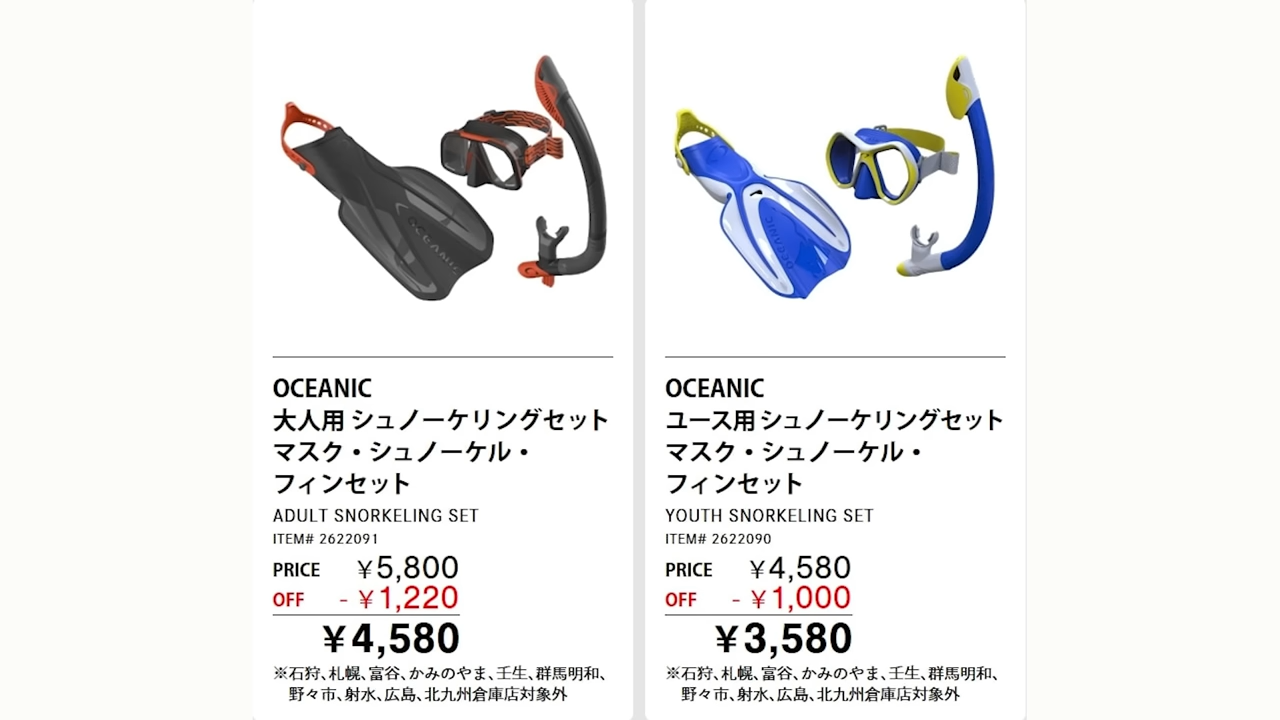 OCEANIC
大人用 シュノーケリングセット
マスク・シュノーケル・
フィンセット
ADULT SNORKELING SET
ITEM# 2622091
PRICE ¥5,800
OFF - ¥1,220
¥4,580
※石狩、札幌、富谷、かみのやま、壬生、群馬明和、
野々市、射水、広島、北九州倉庫店対象外
OCEANIC
ユース用 シュノーケリングセット
マスク・シュノーケル・
フィンセット
YOUTH SNORKELING SET
ITEM# 2622090
PRICE ¥4,580
OFF - ¥1,000
¥3,580
※石狩、札幌、富谷、かみのやま、壬生、群馬明和、
野々市、射水、広島、北九州倉庫店対象外
OCEANIC
OCEANIC